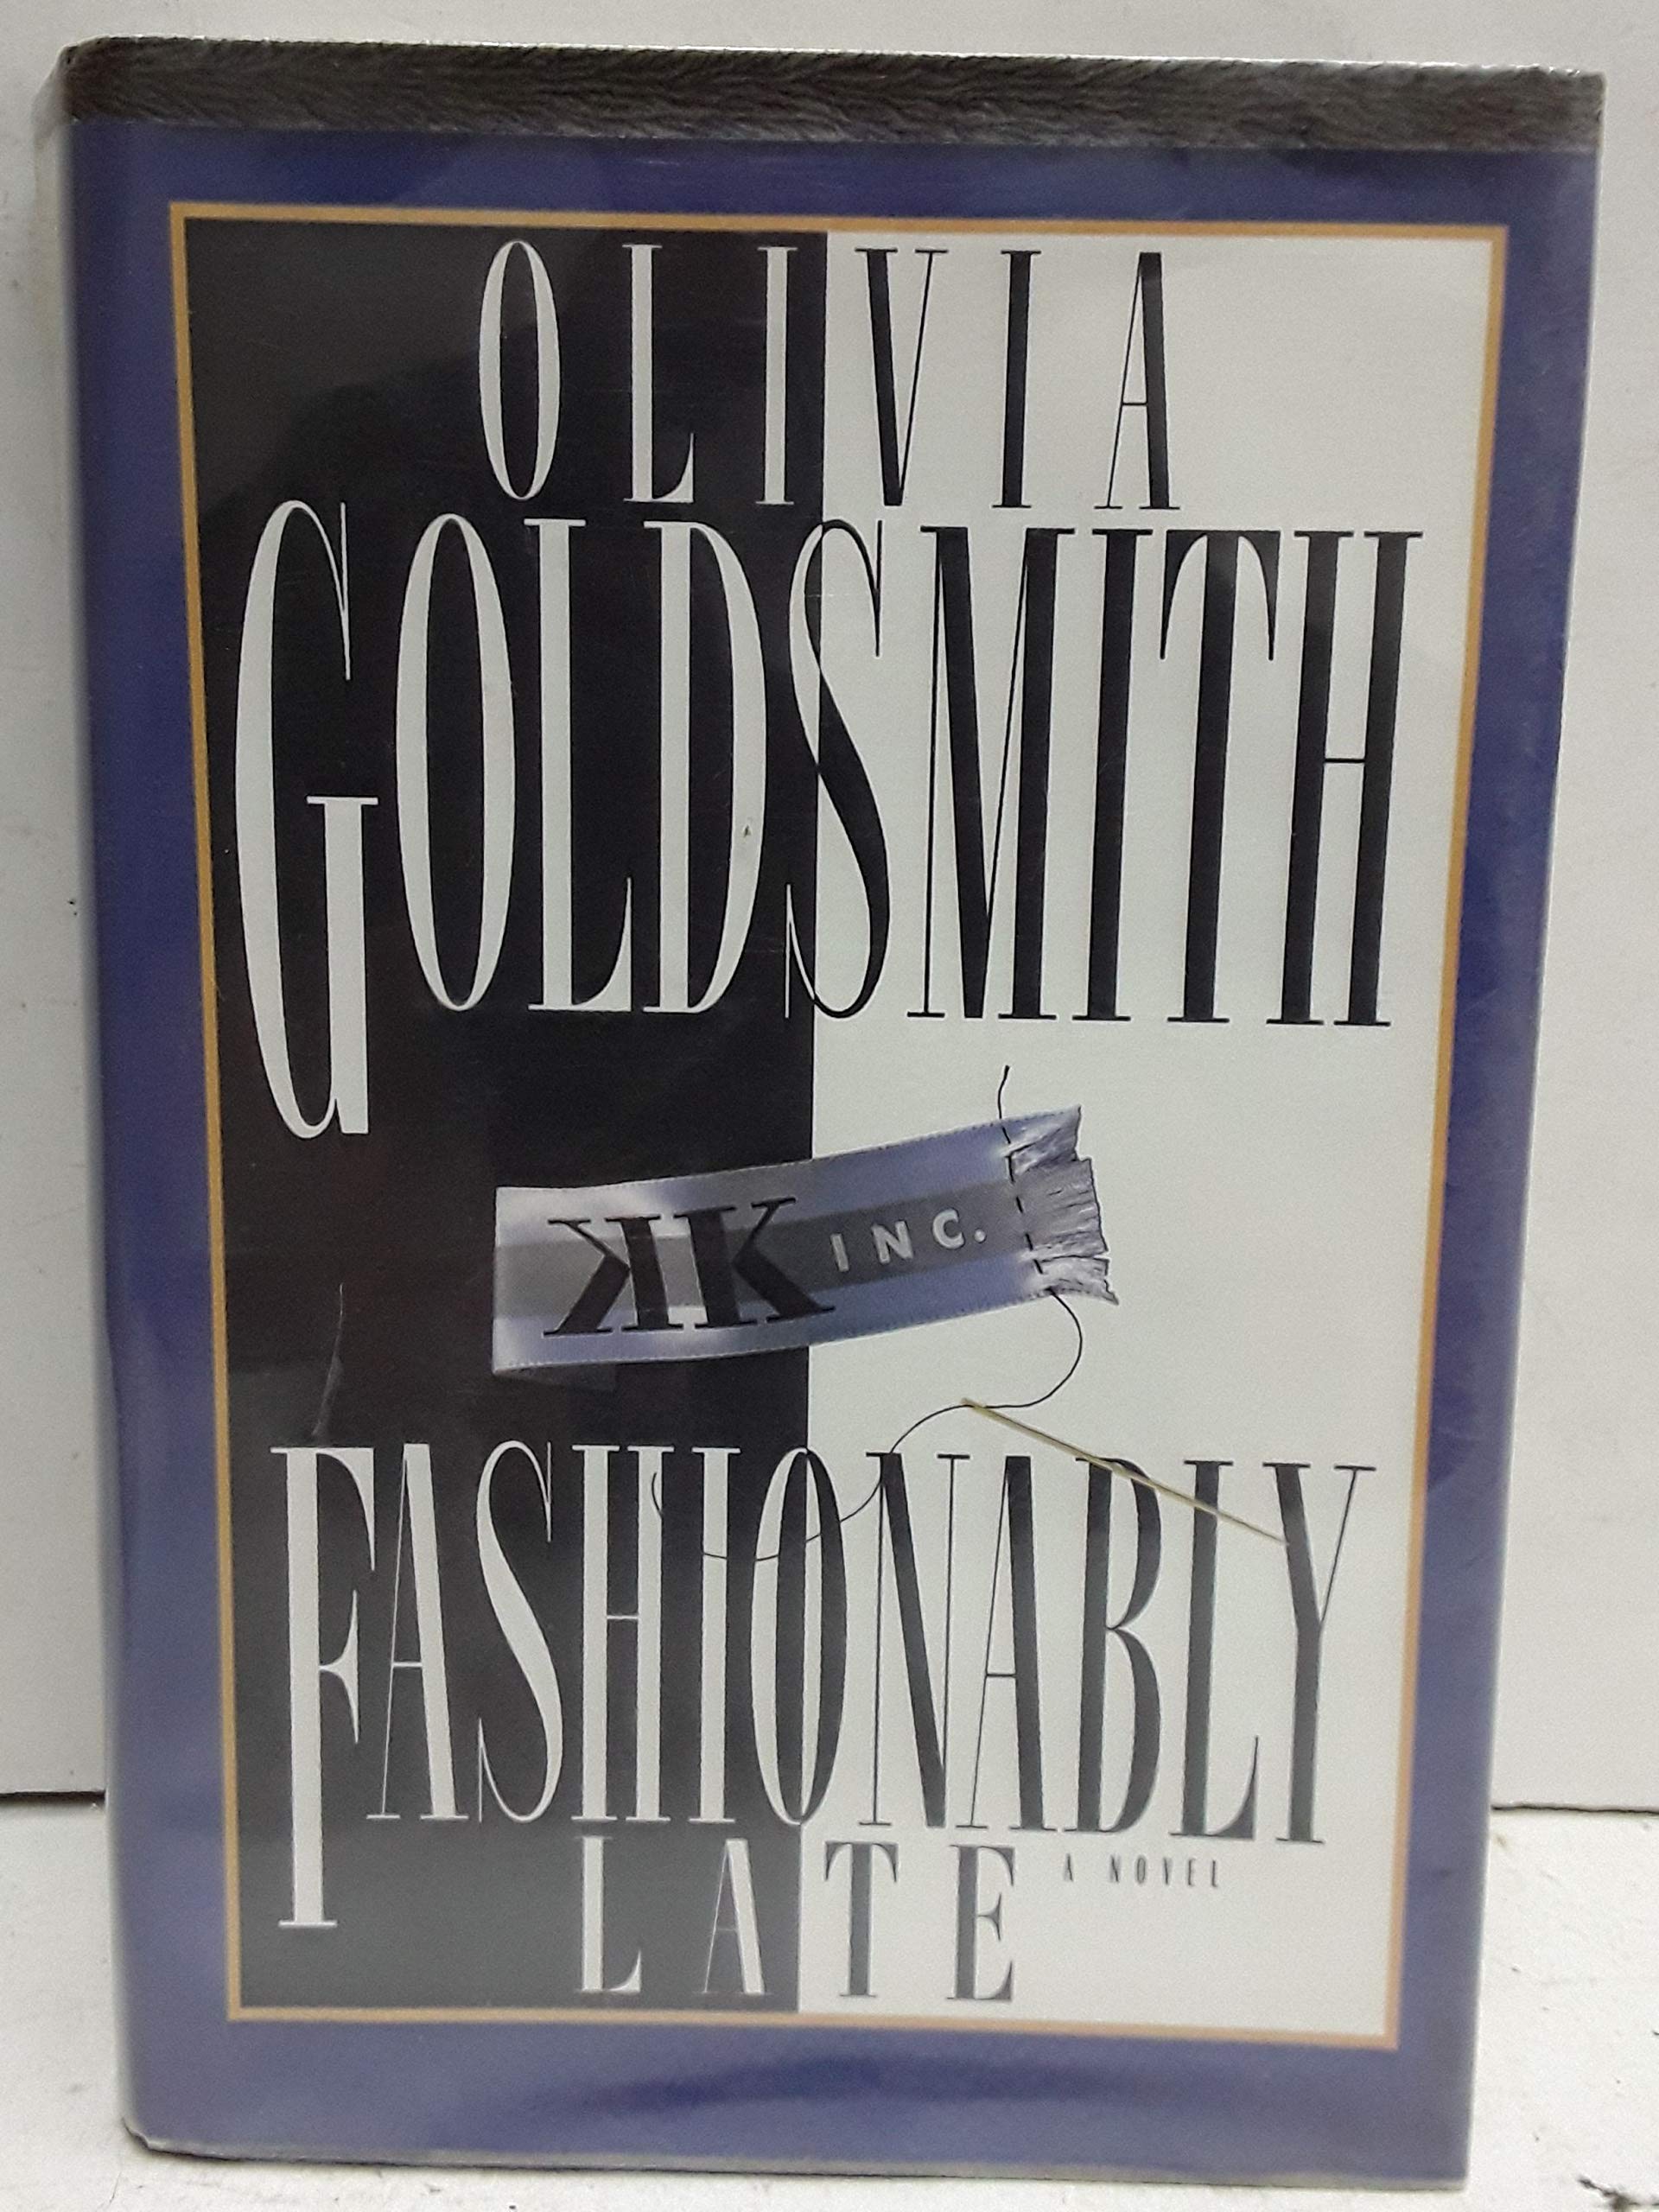 OLIVIA
GOLDSMITH
KK INC.
FASHIONABLY
LATE A NOVEL